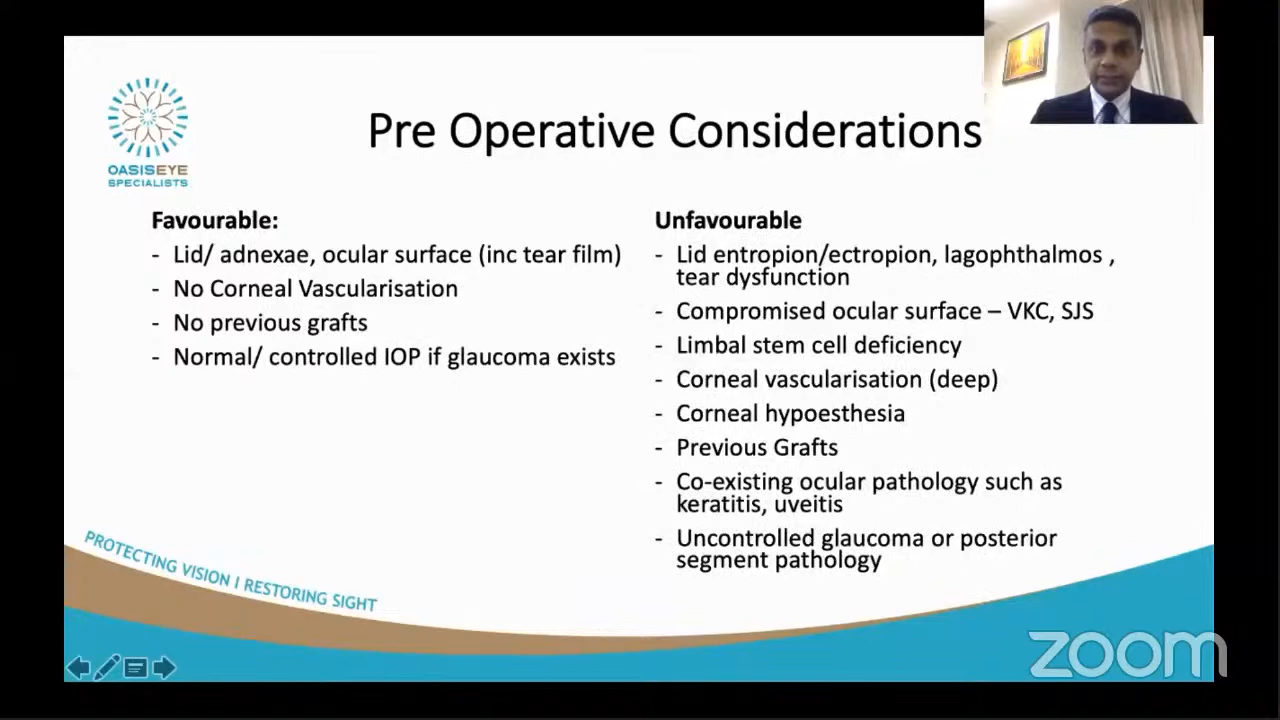 Pre Operative Considerations
OASISEYE
SPECIALISTS
Favourable:
- Lid/ adnexae, ocular surface (inc tear film)
- No Corneal Vascularisation
- No previous grafts
- Normal/ controlled IOP if glaucoma exists
Unfavourable
- Lid entropion/ectropion, lagophthalmos ,
tear dysfunction
- Compromised ocular surface – VKC, SJS
- Limbal stem cell deficiency
- Corneal vascularisation (deep)
- Corneal hypoesthesia
- Previous Grafts
- Co-existing ocular pathology such as
keratitis, uveitis
- Uncontrolled glaucoma or posterior
segment pathology
PROTECTING VISION I RESTORING SIGHT
zoom